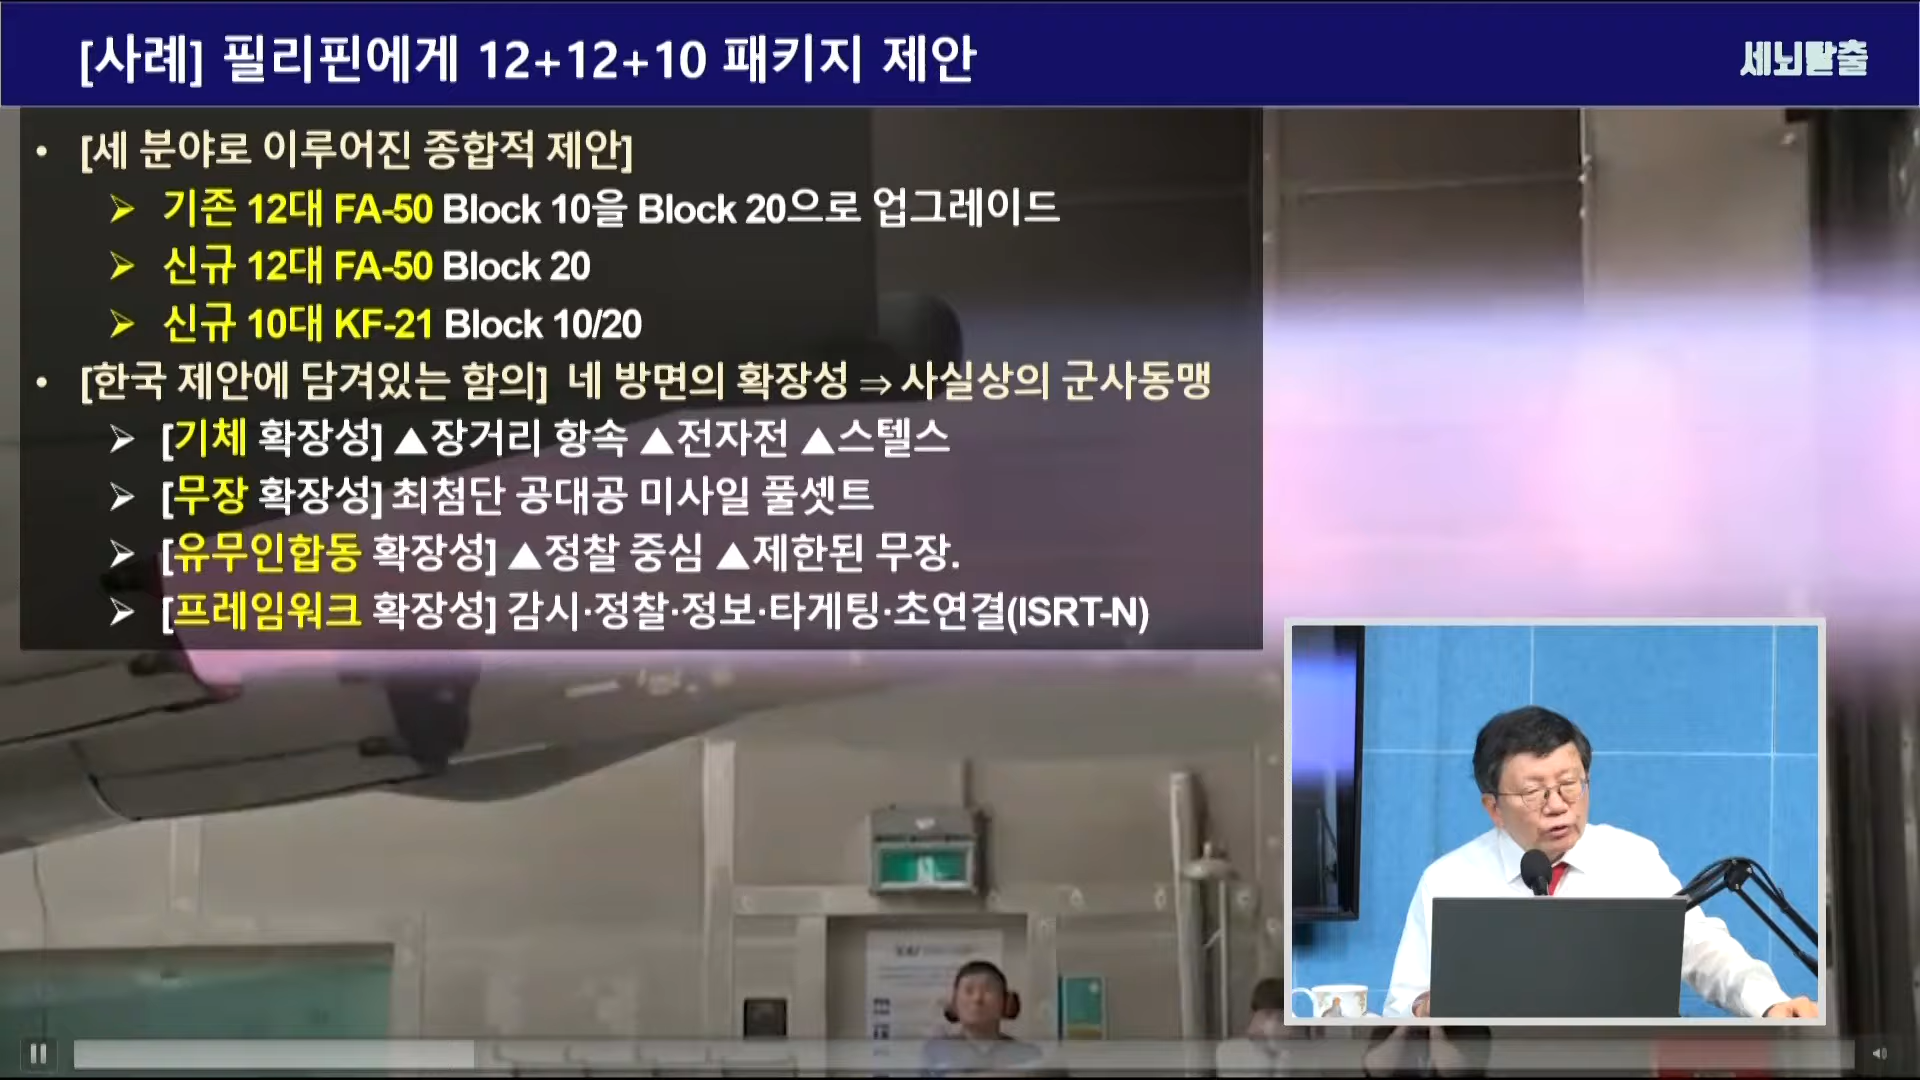 [사례] 필리핀에게 12+12+10 패키지 제안
세뇌탈출
• [세 분야로 이루어진 종합적 제안]
➢ 기존 12대 FA-50 Block 10을 Block 20으로 업그레이드
➢ 신규 12대 FA-50 Block 20
➢ 신규 10대 KF-21 Block 10/20
• [한국 제안에 담겨있는 함의] 네 방면의 확장성 ⇒ 사실상의 군사동맹
➢ [기체 확장성] ▲장거리 항속 ▲전자전 ▲스텔스
➢ [무장 확장성] 최첨단 공대공 미사일 풀셋트
➢ [유무인합동 확장성] ▲정찰 중심 ▲제한된 무장.
➢ [프레임워크 확장성] 감시·정찰·정보·타게팅·초연결(ISRT-N)